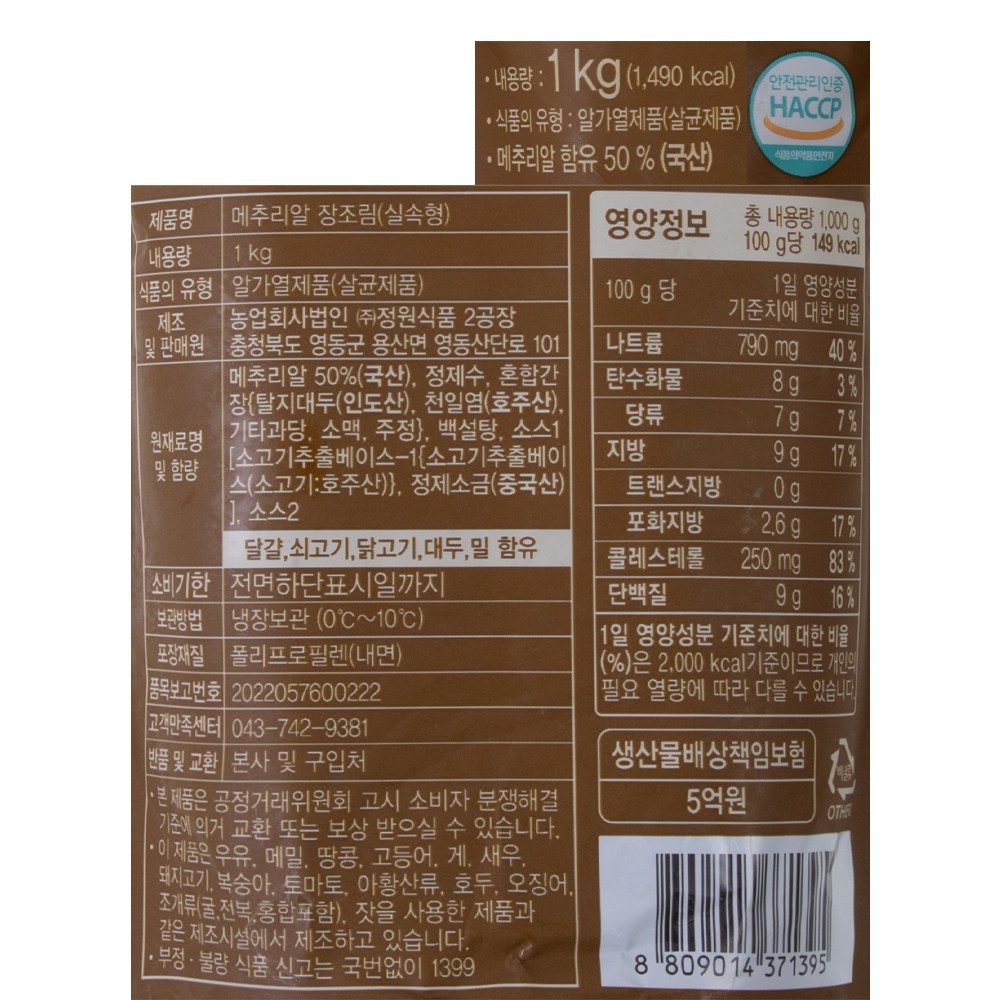 • 내용량 : 1 kg (1,490 kcal)
• 식품의 유형 : 알가열제품(살균제품)
• 메추리알 함유 50 % (국산)
안전관리인증
HACCP
식품의약품안전처
제품명 메추리알 장조림(실속형)
내용량 1 kg
식품의 유형 알가열제품(살균제품)
제조 및 판매원 농업회사법인 ㈜정원식품 2공장
충청북도 영동군 용산면 영동산단로 101
원재료명 및 함량 메추리알 50%(국산), 정제수, 혼합간
장{탈지대두(인도산), 천일염(호주산),
기타과당, 소맥, 주정}, 백설탕, 소스1
[소고기추출베이스-1{소고기추출베이
스(소고기:호주산)}, 정제소금(중국산)
], 소스2
달걀,쇠고기,닭고기,대두,밀 함유
소비기한 전면하단표시일까지
보관방법 냉장보관 (0℃~10℃)
포장재질 폴리프로필렌(내면)
품목보고번호 2022057600222
고객만족센터 043-742-9381
반품 및 교환 본사 및 구입처
• 본 제품은 공정거래위원회 고시 소비자 분쟁해결
기준에 의거 교환 또는 보상 받으실 수 있습니다.
• 이 제품은 우유, 메밀, 땅콩, 고등어, 게, 새우,
돼지고기, 복숭아, 토마토, 아황산류, 호두, 오징어,
조개류(굴,전복,홍합포함), 잣을 사용한 제품과
같은 제조시설에서 제조하고 있습니다.
• 부정·불량 식품 신고는 국번없이 1399
영양정보 총 내용량 1,000 g
100 g당 149 kcal
100 g 당 1일 영양성분
기준치에 대한 비율
나트륨 790 mg 40 %
탄수화물 8 g 3 %
당류 7 g 7 %
지방 9 g 17 %
트랜스지방 0 g
포화지방 2.6 g 17 %
콜레스테롤 250 mg 83 %
단백질 9 g 16 %
1일 영양성분 기준치에 대한 비율
(%)은 2,000 kcal기준이므로 개인의
필요 열량에 따라 다를 수 있습니다.
생산물배상책임보험
5억원
OTHER
8 809014 371395